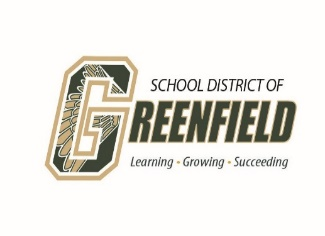 SCHOOL DISTRICT OF
GREENFIELD
Learning • Growing • Succeeding